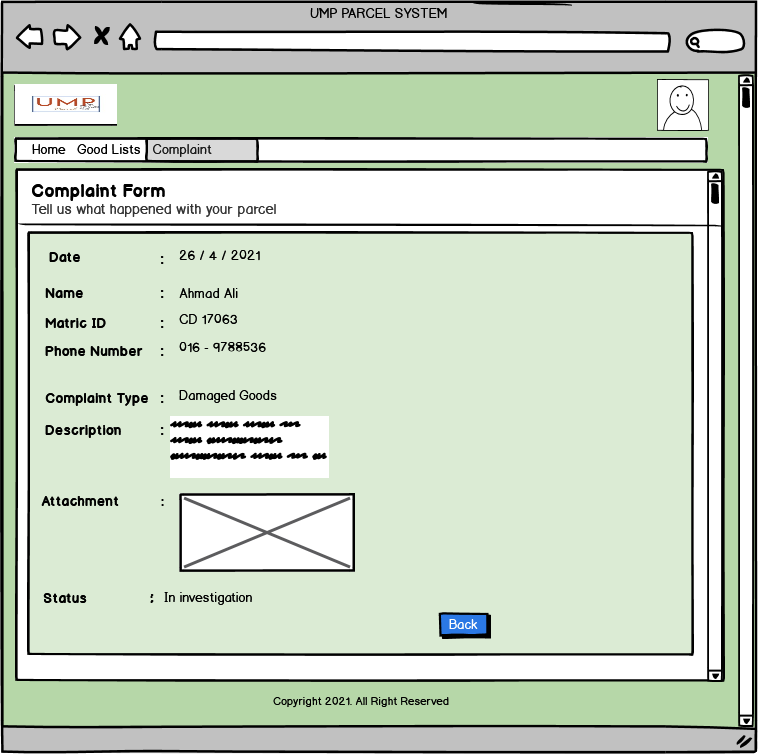 UMP PARCEL SYSTEM
UMP
Home Good Lists Complaint
Complaint Form
Tell us what happened with your parcel
Date : 26 / 4 / 2021
Name : Ahmad Ali
Matric ID : CD 17063
Phone Number : 016 - 9788536
Complaint Type : Damaged Goods
Description :
Attachment :
Status : In investigation
Back
Copyright 2021. All Right Reserved